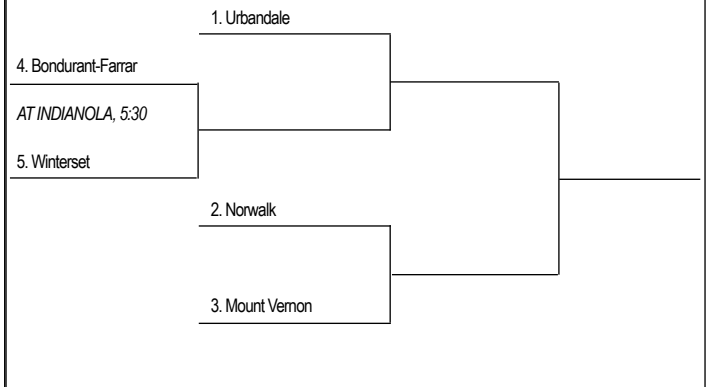 1. Urbandale
4. Bondurant-Farrar
AT INDIANOLA, 5:30
5. Winterset
2. Norwalk
3. Mount Vernon